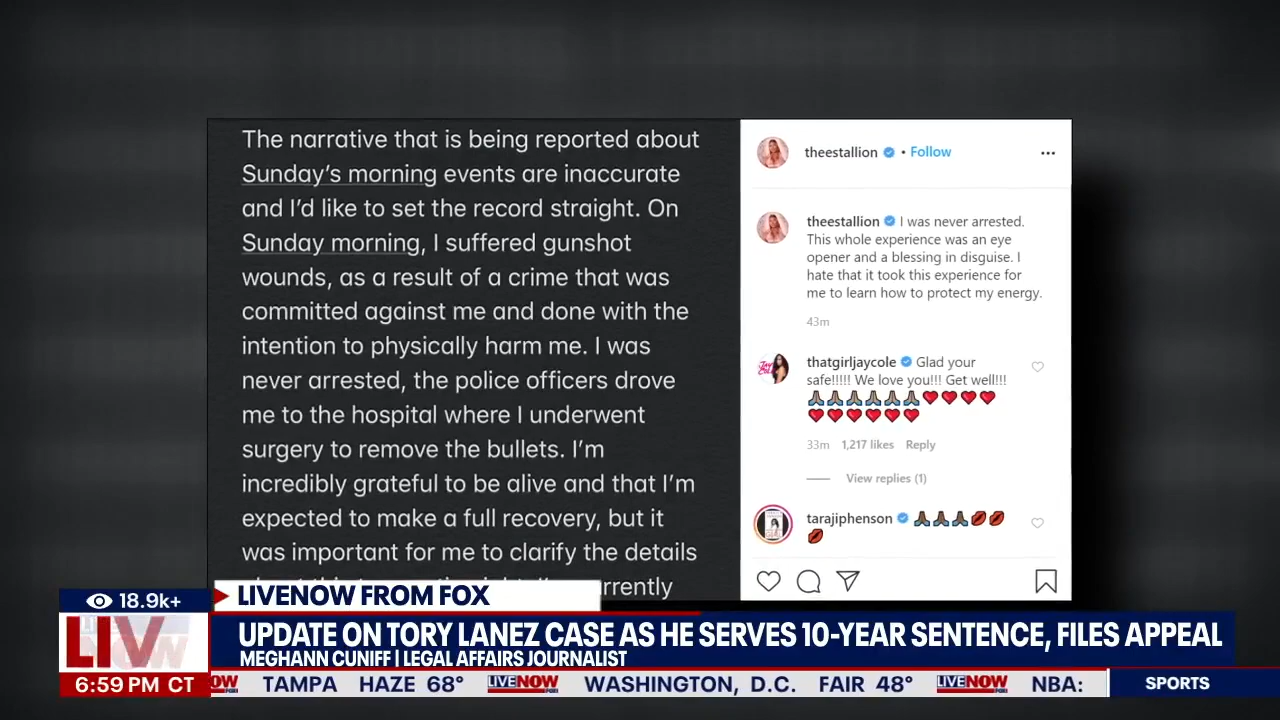 The narrative that is being reported about
Sunday's morning events are inaccurate
and I'd like to set the record straight. On
Sunday morning, I suffered gunshot
wounds, as a result of a crime that was
committed against me and done with the
intention to physically harm me. I was
never arrested, the police officers drove
me to the hospital where I underwent
surgery to remove the bullets. I'm
incredibly grateful to be alive and that I'm
expected to make a full recovery, but it
was important for me to clarify the details
theestallion • Follow
theestallion I was never arrested.
This whole experience was an eye
opener and a blessing in disguise. I
hate that it took this experience for
me to learn how to protect my energy.
43m
thatgirljaycole Glad your
safe!!!!! We love you!!! Get well!!!
🙏🏽🙏🏽🙏🏽🙏🏽🙏🏽🙏🏽❤️❤️❤️❤️
❤️❤️❤️❤️❤️❤️
33m 1,217 likes Reply
View replies (1)
tarajiphenson 🙏🏾🙏🏾🙏🏾💋💋
💋
18.9k+
LIVENOW FROM FOX
LIV
NOW
UPDATE ON TORY LANEZ CASE AS HE SERVES 10-YEAR SENTENCE, FILES APPEAL
MEGHANN CUNIFF | LEGAL AFFAIRS JOURNALIST
6:59 PM CT
OW TAMPA HAZE 68° LIVENOW WASHINGTON, D.C. FAIR 48° LIVENOW NBA:
SPORTS